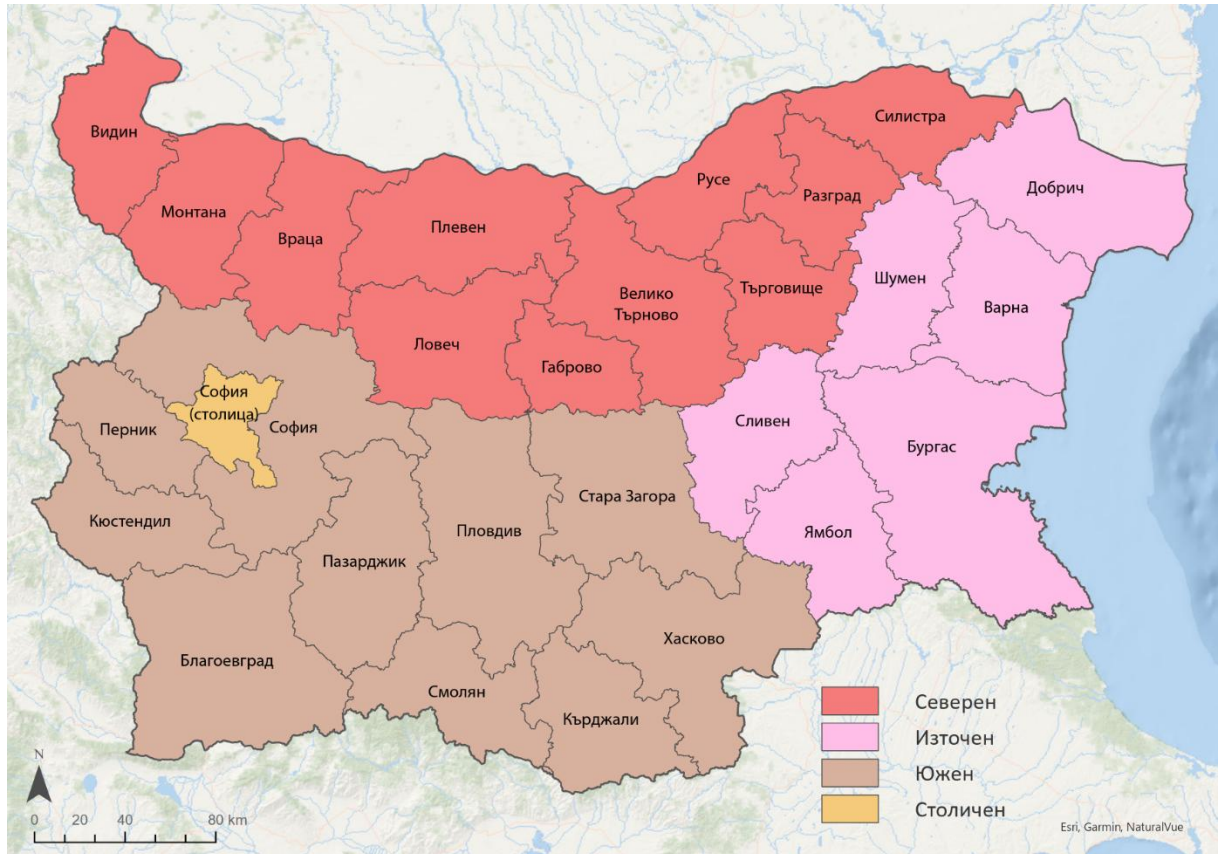 Видин
Монтана
Враца
Плевен
Ловеч
Габрово
Велико
Търново
Русе
Разград
Силистра
Търговище
Добрич
Шумен
Варна
Сливен
Бургас
Ямбол
София
(столица)
София
Перник
Кюстендил
Благоевград
Пазарджик
Пловдив
Стара Загора
Хасково
Смолян
Кърджали
Северен
Източен
Южен
Столичен
N
0 20 40 80 km
Esri, Garmin, NaturalVue